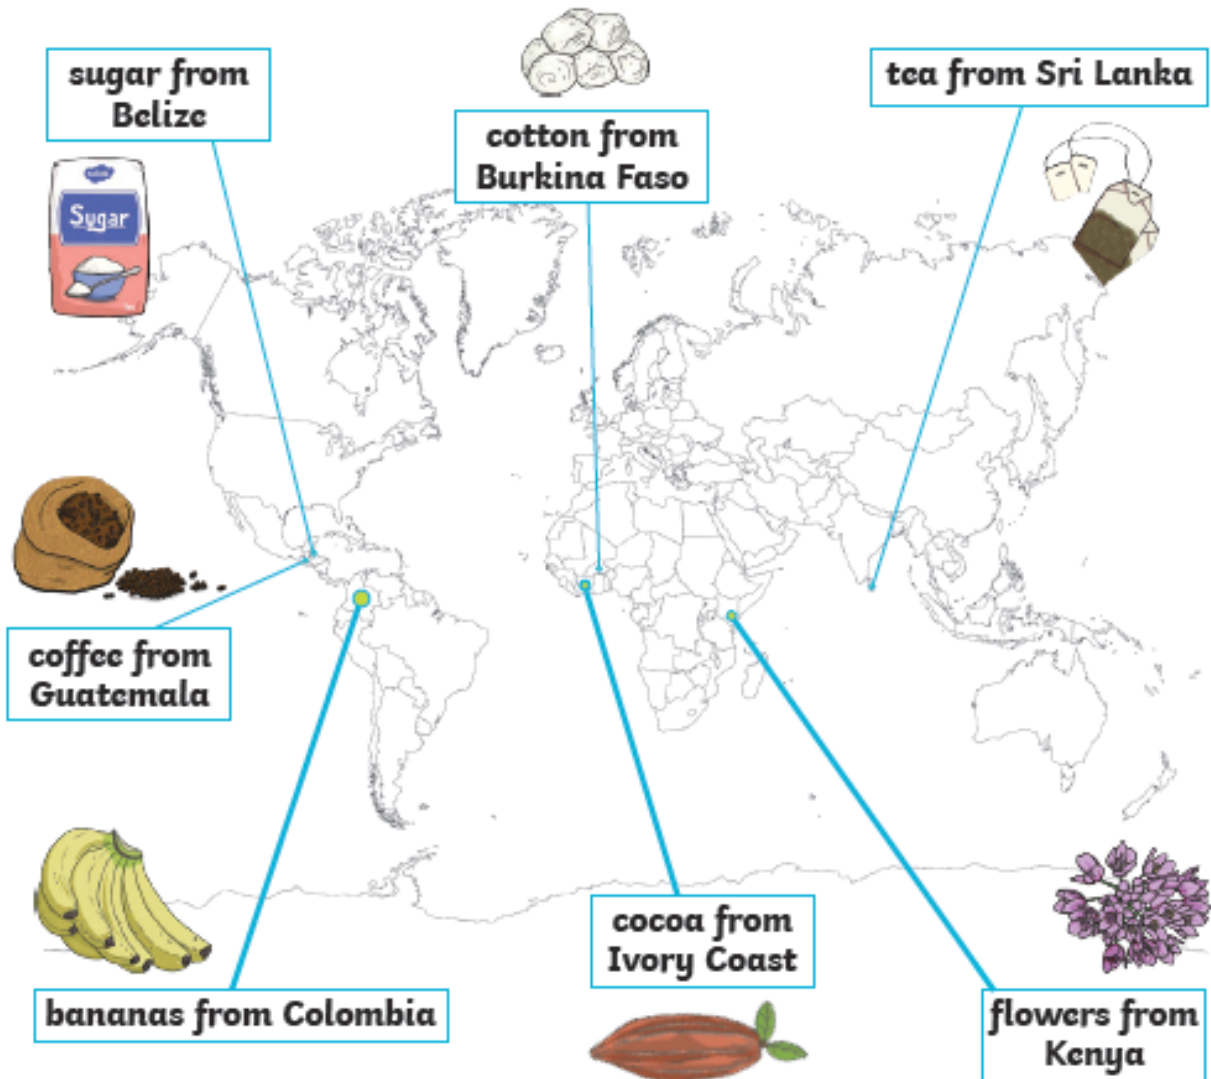 sugar from
Belize
cotton from
Burkina Faso
tea from Sri Lanka
Sugar
coffee from
Guatemala
bananas from Colombia
cocoa from
Ivory Coast
flowers from
Kenya